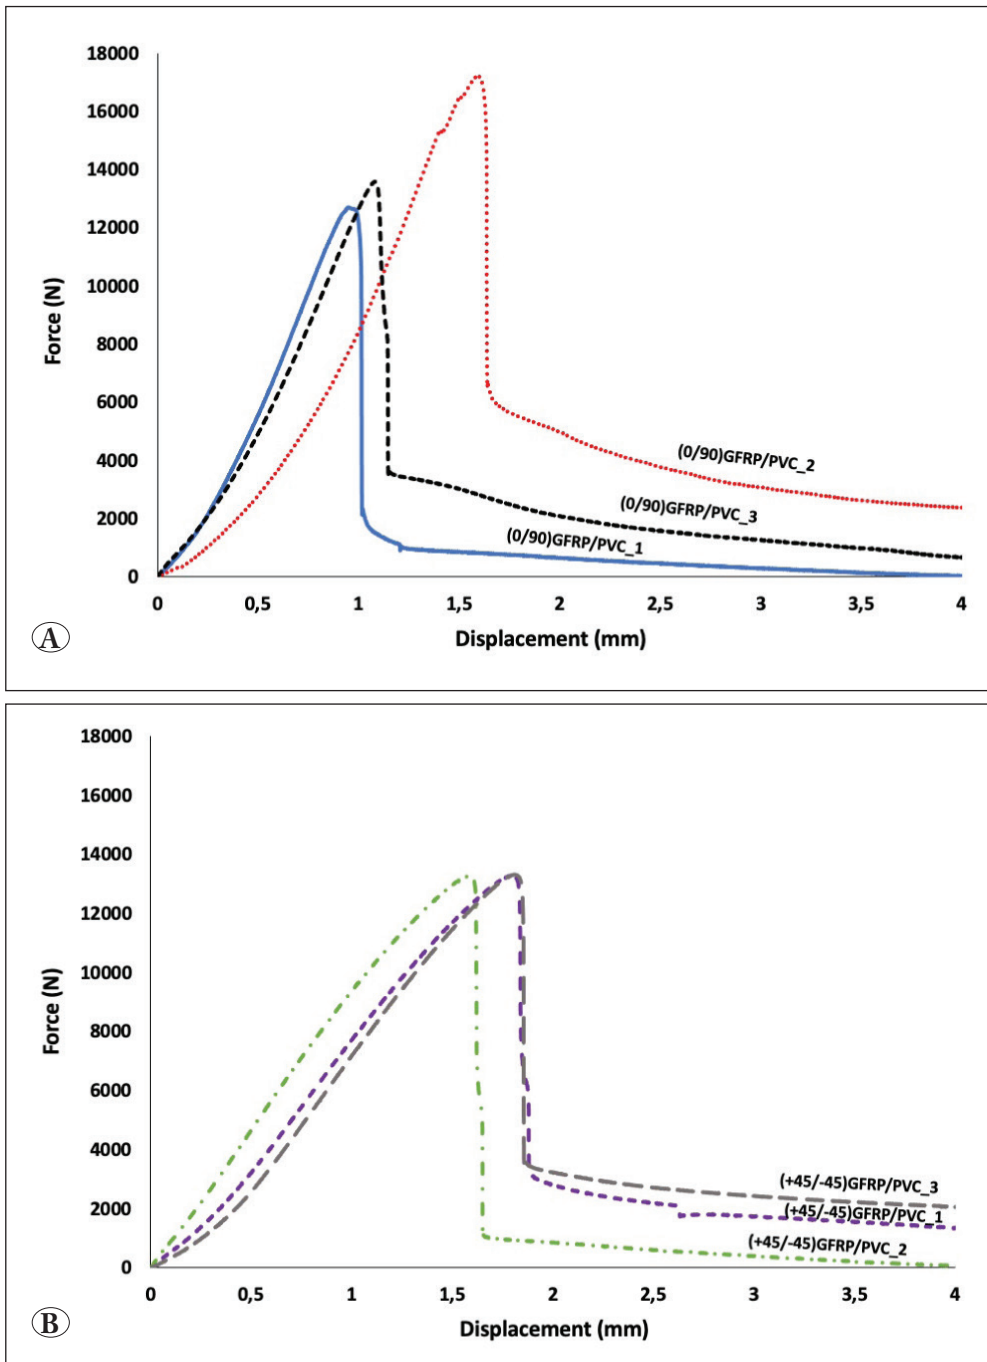 18000
16000
14000
12000
10000
8000
6000
4000
2000
0
Force (N)
(0/90)GFRP/PVC_2
(0/90)GFRP/PVC_3
(0/90)GFRP/PVC_1
0 0,5 1 1,5 2 2,5 3 3,5 4
Displacement (mm)
A
18000
16000
14000
12000
10000
8000
6000
4000
2000
0
Force (N)
(+45/-45)GFRP/PVC_3
(+45/-45)GFRP/PVC_1
(+45/-45)GFRP/PVC_2
0 0,5 1 1,5 2 2,5 3 3,5 4
Displacement (mm)
B